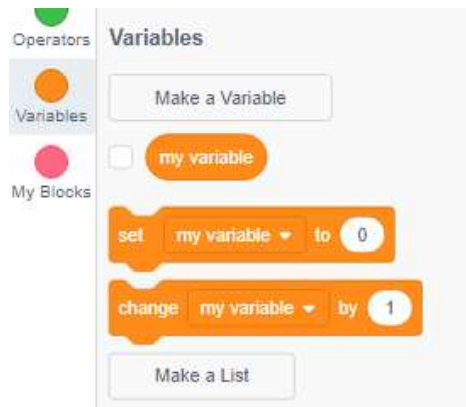 Operators
Variables
My Blocks
Variables
Make a Variable
my variable
set my variable to 0
change my variable by 1
Make a List